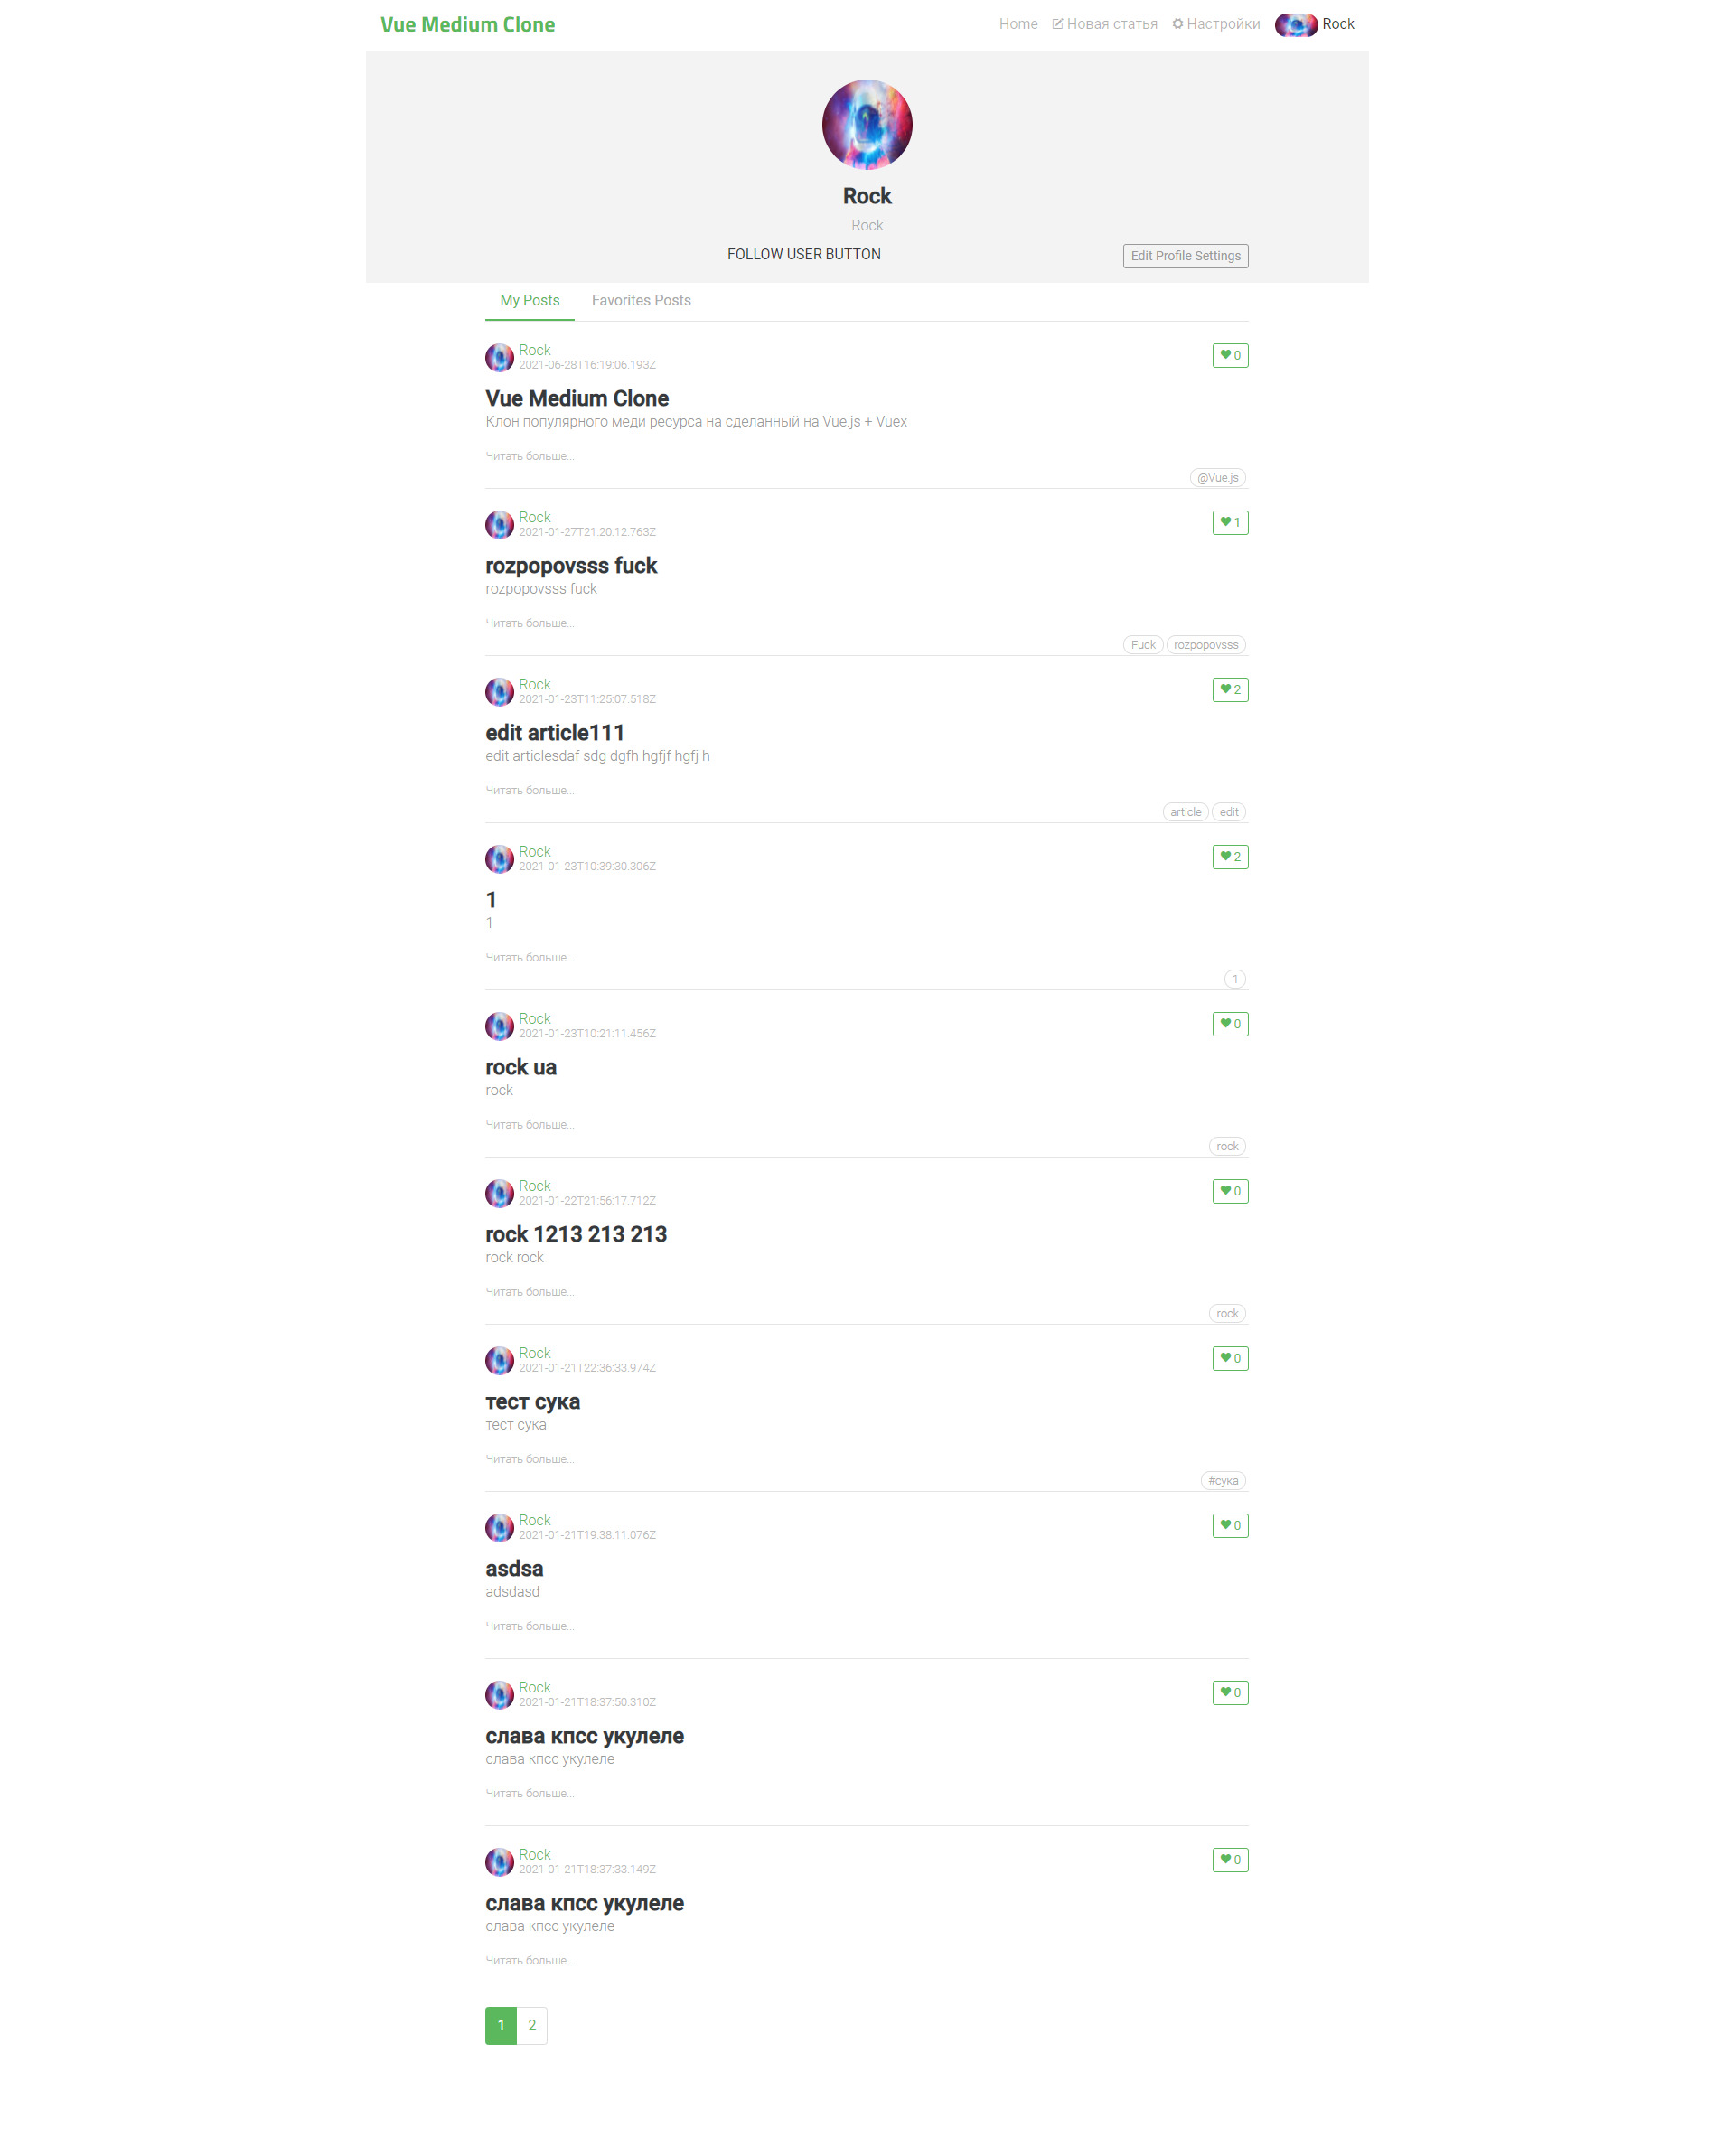 Vue Medium Clone Home Новая статья Настройки Rock
Rock
Rock
FOLLOW USER BUTTON Edit Profile Settings
My Posts Favorites Posts
Rock 0
2021-06-28T16:19:06.193Z
Vue Medium Clone
Клон популярного меди ресурса на сделанный на Vue.js + Vuex
Читать больше...
@Vue.js
Rock 1
2021-01-27T21:20:12.763Z
rozpopovsss fuck
rozpopovsss fuck
Читать больше...
Fuck rozpopovsss
Rock 2
2021-01-23T11:25:07.518Z
edit article111
edit articlesdaf sdg dgfh hgfjf hgfj h
Читать больше...
article edit
Rock 2
2021-01-23T10:39:30.306Z
1
1
Читать больше...
1
Rock 0
2021-01-23T10:21:11.456Z
rock ua
rock
Читать больше...
rock
Rock 0
2021-01-22T21:56:17.712Z
rock 1213 213 213
rock rock
Читать больше...
rock
Rock 0
2021-01-21T22:36:33.974Z
тест сука
тест сука
Читать больше...
#сука
Rock 0
2021-01-21T19:38:11.076Z
asdsa
adsdasd
Читать больше...
Rock 0
2021-01-21T18:37:50.310Z
слава кпсс укулеле
слава кпсс укулеле
Читать больше...
Rock 0
2021-01-21T18:37:33.149Z
слава кпсс укулеле
слава кпсс укулеле
Читать больше...
1 2